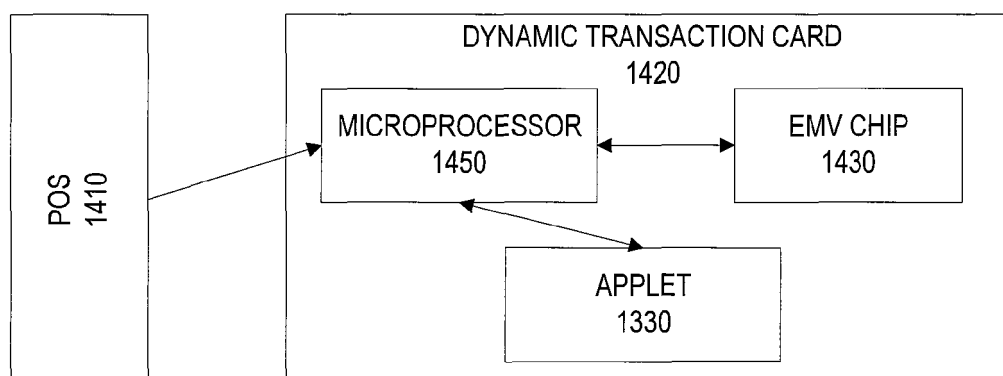 POS
1410
DYNAMIC TRANSACTION CARD
1420
MICROPROCESSOR
1450
EMV CHIP
1430
APPLET
1330